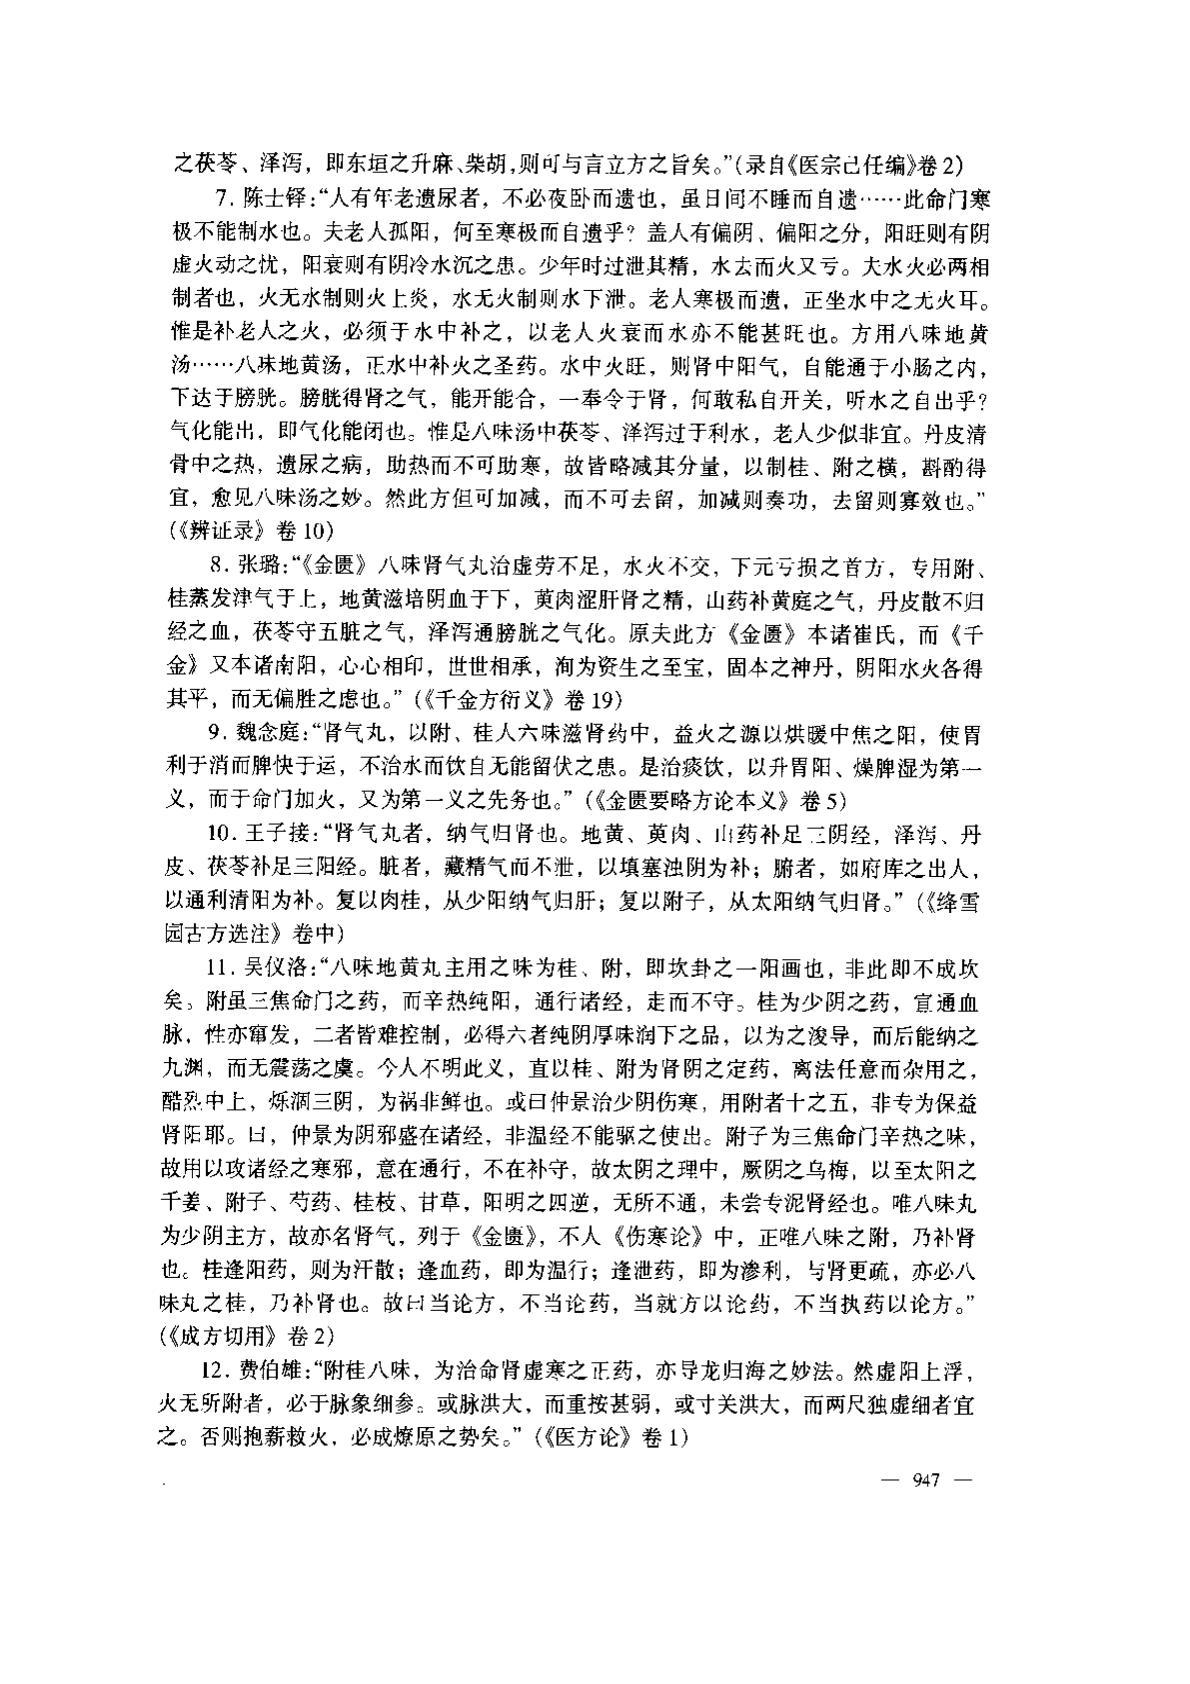 之茯苓、泽泻，即东垣之升麻、柴胡，则可与言立方之旨矣。”（录自《医宗己任编》卷2）
7. 陈士铎：“人有年老遗尿者，不必夜卧而遗也，虽日间不睡而自遗……此命门寒
极不能制水也。夫老人孤阳，何至寒极而自遗乎？盖人有偏阴、偏阳之分，阳旺则有阴
虚火动之忧，阳衰则有阴冷水沉之患。少年时过泄其精，水去而火又亏。夫水火必两相
制者也，火无水制则火上炎，水无火制则水下泄。老人寒极而遗，正坐水中之无火耳。
惟是补老人之火，必须于水中补之，以老人火衰而水亦不能甚旺也。方用八味地黄
汤……八味地黄汤，正水中补火之圣药。水中火旺，则肾中阳气，自能通于小肠之内，
下达于膀胱。膀胱得肾之气，能开能合，一奉令于肾，何敢私自开关，听水之自出乎？
气化能出，即气化能闭也。惟是八味汤中茯苓、泽泻过于利水，老人少似非宜。丹皮清
骨中之热，遗尿之病，助热而不可助寒，故皆略减其分量，以制桂、附之横，斟酌得
宜，愈见八味汤之妙。然此方但可加减，而不可去留，加减则奏功，去留则寡效也。”
（《辨证录》卷10）
8. 张璐：“《金匮》八味肾气丸治虚劳不足，水火不交，下元亏损之首方，专用附、
桂蒸发津气于上，地黄滋培阴血于下，萸肉涩肝肾之精，山药补黄庭之气，丹皮散不归
经之血，茯苓守五脏之气，泽泻通膀胱之气化。原夫此方《金匮》本诸崔氏，而《千
金》又本诸南阳，心心相印，世世相承，洵为资生之至宝，固本之神丹，阴阳水火各得
其平，而无偏胜之虑也。”（《千金方衍义》卷19）
9. 魏念庭：“肾气丸，以附、桂人六味滋肾药中，益火之源以烘暖中焦之阳，使胃
利于消而脾快于运，不治水而饮自无能留伏之患。是治痰饮，以升胃阳、燥脾湿为第一
义，而于命门加火，又为第一义之先务也。”（《金匮要略方论本义》卷5）
10. 王子接：“肾气丸者，纳气归肾也。地黄、萸肉、山药补足三阴经，泽泻、丹
皮、茯苓补足三阳经。脏者，藏精气而不泄，以填塞浊阴为补；腑者，如府库之出人，
以通利清阳为补。复以肉桂，从少阳纳气归肝；复以附子，从太阳纳气归肾。”（《绛雪
园古方选注》卷中）
11. 吴仪洛：“八味地黄丸主用之味为桂、附，即坎卦之一阳画也，非此即不成坎
矣。附虽三焦命门之药，而辛热纯阳，通行诸经，走而不守。桂为少阴之药，宣通血
脉，性亦窜发，二者皆难控制，必得六者纯阴厚味润下之品，以为之浚导，而后能纳之
九渊，而无震荡之虞。今人不明此义，直以桂、附为肾阴之定药，离法任意而杂用之，
酷烈中上，烁涸三阴，为祸非鲜也。或曰仲景治少阴伤寒，用附者十之五，非专为保益
肾阳耶。曰，仲景为阴邪盛在诸经，非温经不能驱之使出。附子为三焦命门辛热之味，
故用以攻诸经之寒邪，意在通行，不在补守，故太阴之理中，厥阴之乌梅，以至太阳之
干姜、附子、芍药、桂枝、甘草，阳明之四逆，无所不通，未尝专泥肾经也。唯八味丸
为少阴主方，故亦名肾气，列于《金匮》，不人《伤寒论》中，正唯八味之附，乃补肾
也。桂逢阳药，则为汗散；逢血药，即为温行；逢泄药，即为渗利，与肾更疏，亦必八
味丸之桂，乃补肾也。故曰当论方，不当论药，当就方以论药，不当执药以论方。”
（《成方切用》卷2）
12. 费伯雄：“附桂八味，为治命肾虚寒之正药，亦导龙归海之妙法。然虚阳上浮，
火无所附者，必于脉象细参。或脉洪大，而重按甚弱，或寸关洪大，而两尺独虚细者宜
之。否则抱薪救火，必成燎原之势矣。”（《医方论》卷1）
— 947 —